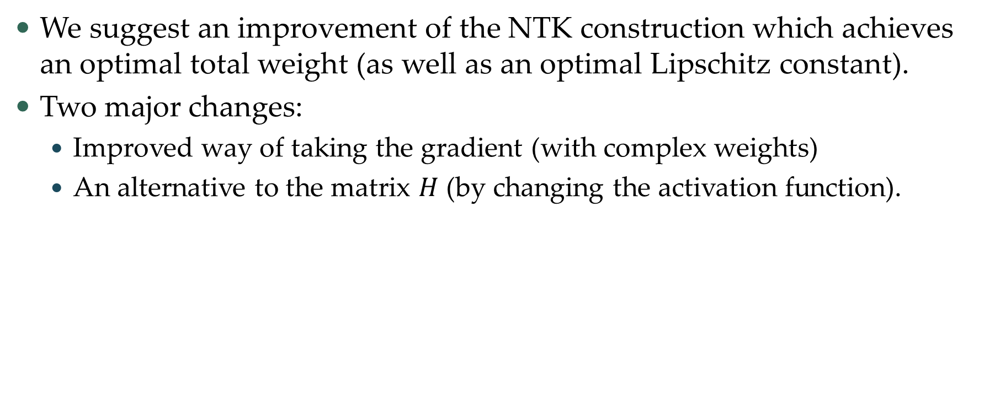 • We suggest an improvement of the NTK construction which achieves
an optimal total weight (as well as an optimal Lipschitz constant).
• Two major changes:
• Improved way of taking the gradient (with complex weights)
• An alternative to the matrix H (by changing the activation function).